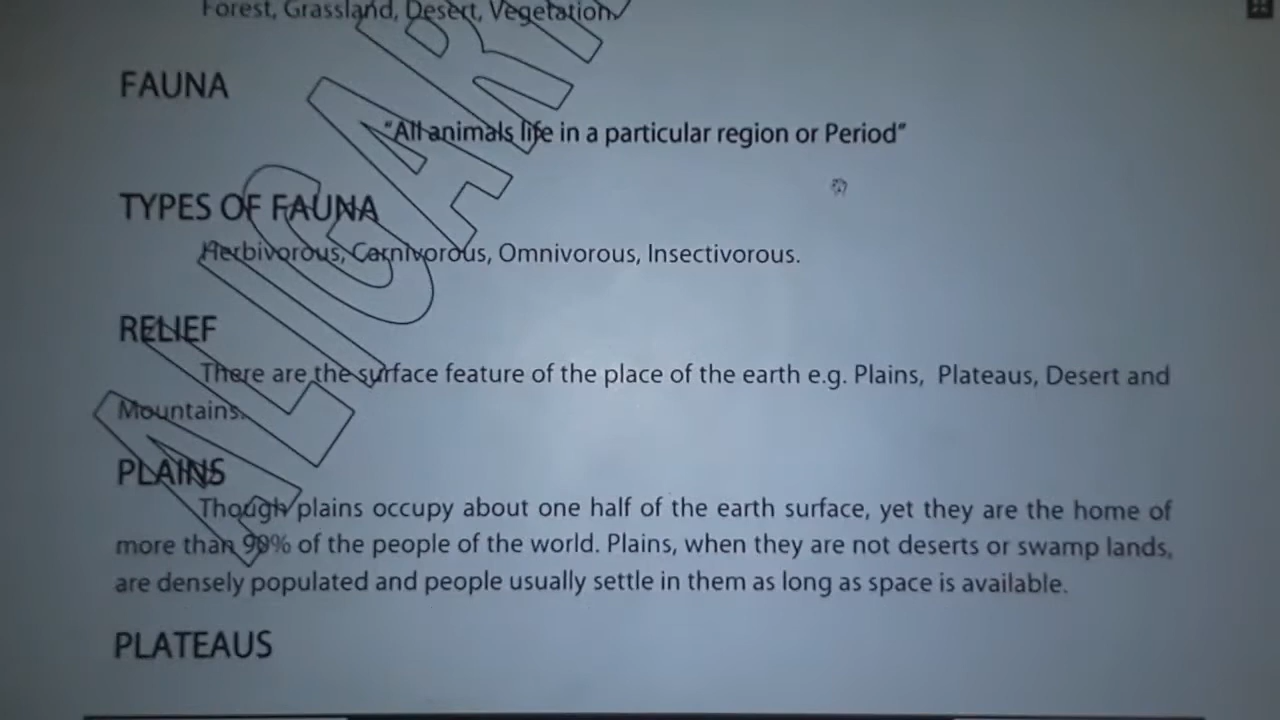 Forest, Grassland, Desert, Vegetation
FAUNA
"All animals life in a particular region or Period"
TYPES OF FAUNA
Herbivorous, Carnivorous, Omnivorous, Insectivorous.
RELIEF
There are the surface feature of the place of the earth e.g. Plains, Plateaus, Desert and
Mountains.
PLAINS
Though plains occupy about one half of the earth surface, yet they are the home of
more than 90% of the people of the world. Plains, when they are not deserts or swamp lands,
are densely populated and people usually settle in them as long as space is available.
PLATEAUS